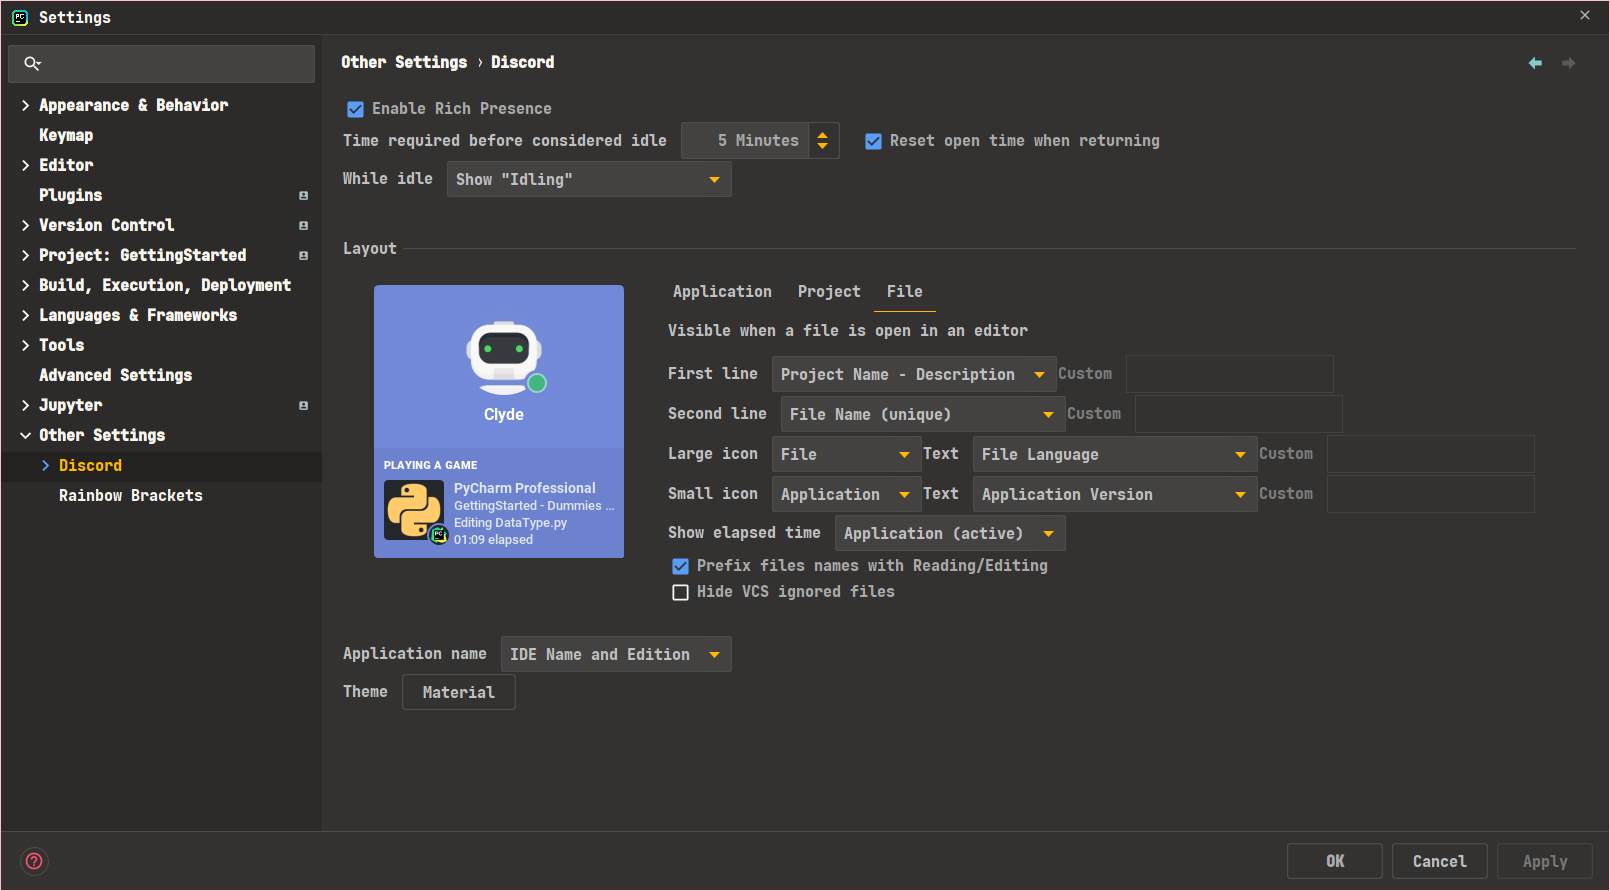 Settings
Appearance & Behavior
Keymap
Editor
Plugins
Version Control
Project: GettingStarted
Build, Execution, Deployment
Languages & Frameworks
Tools
Advanced Settings
Jupyter
Other Settings
Discord
Rainbow Brackets
Other Settings › Discord
Enable Rich Presence
Time required before considered idle 5 Minutes Reset open time when returning
While idle Show "Idling"
Layout
Clyde
PLAYING A GAME
PyCharm Professional
GettingStarted - Dummies ...
Editing DataType.py
01:09 elapsed
PC
Application Project File
Visible when a file is open in an editor
First line Project Name - Description Custom
Second line File Name (unique) Custom
Large icon File Text File Language Custom
Small icon Application Text Application Version Custom
Show elapsed time Application (active)
Prefix files names with Reading/Editing
Hide VCS ignored files
Application name IDE Name and Edition
Theme Material
? OK Cancel Apply